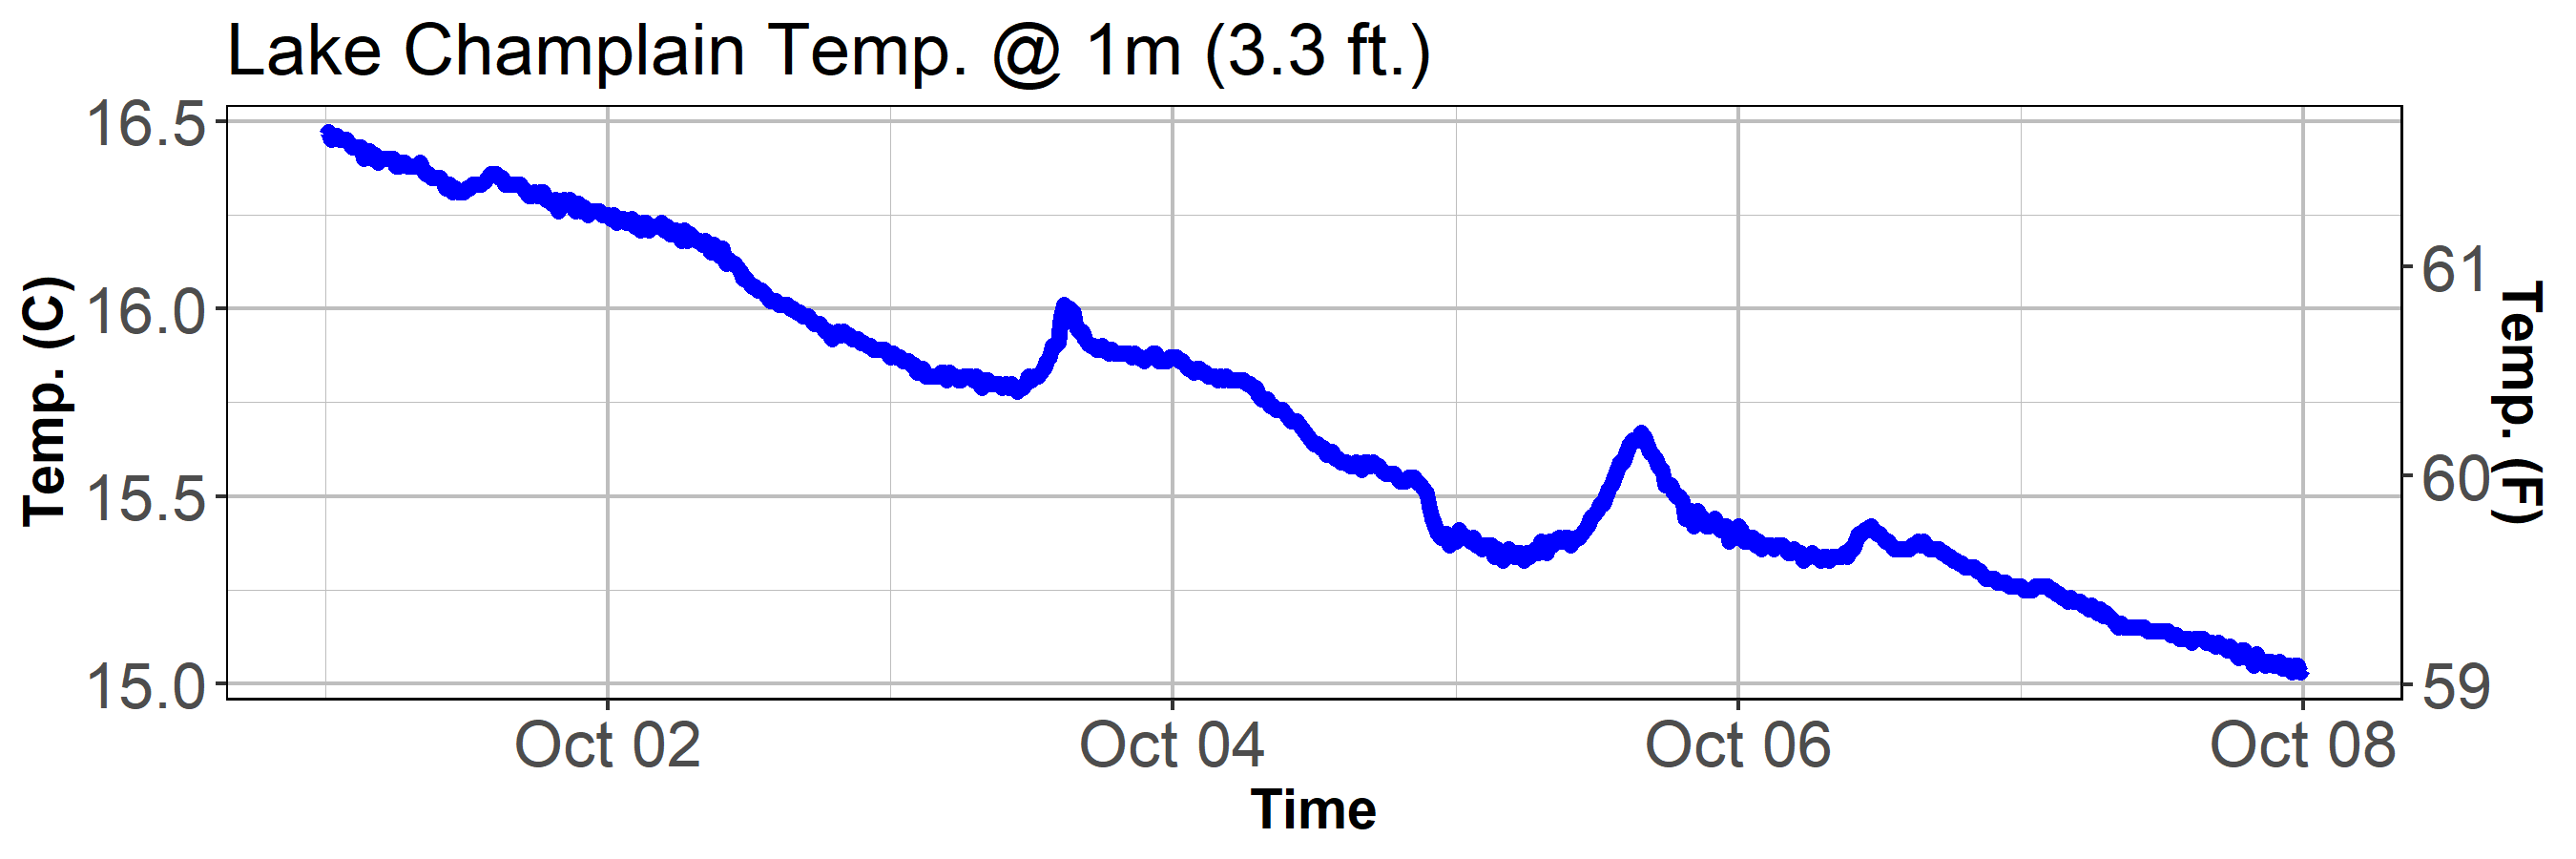 Lake Champlain Temp. @ 1m (3.3 ft.)
16.5
16.0
15.5
15.0
Temp. (C)
61
60
59
Temp. (F)
Oct 02
Oct 04
Oct 06
Oct 08
Time